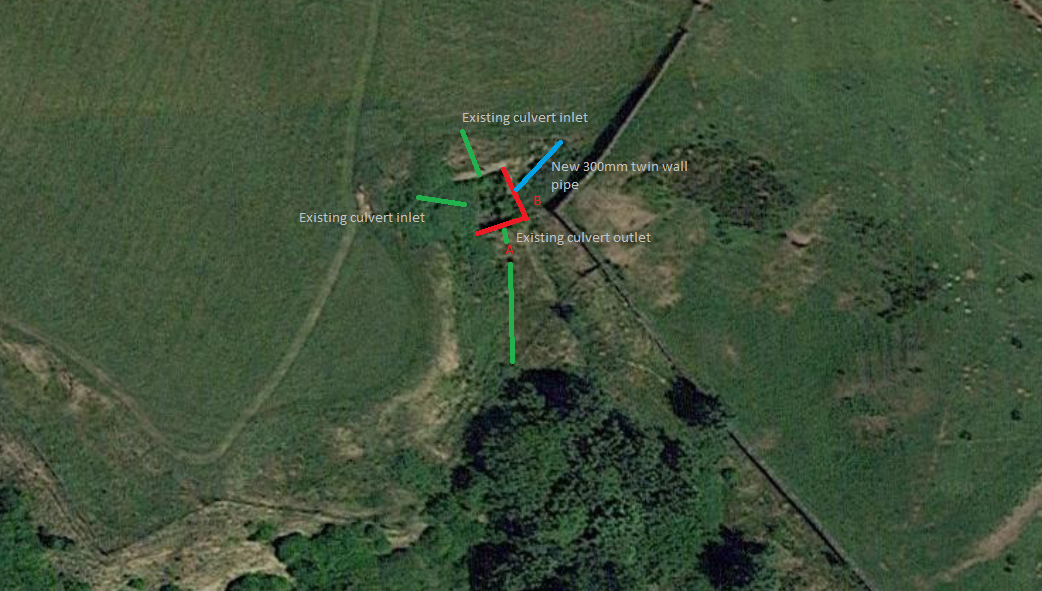 Existing culvert inlet
New 300mm twin wall
pipe
B
Existing culvert inlet
Existing culvert outlet
A